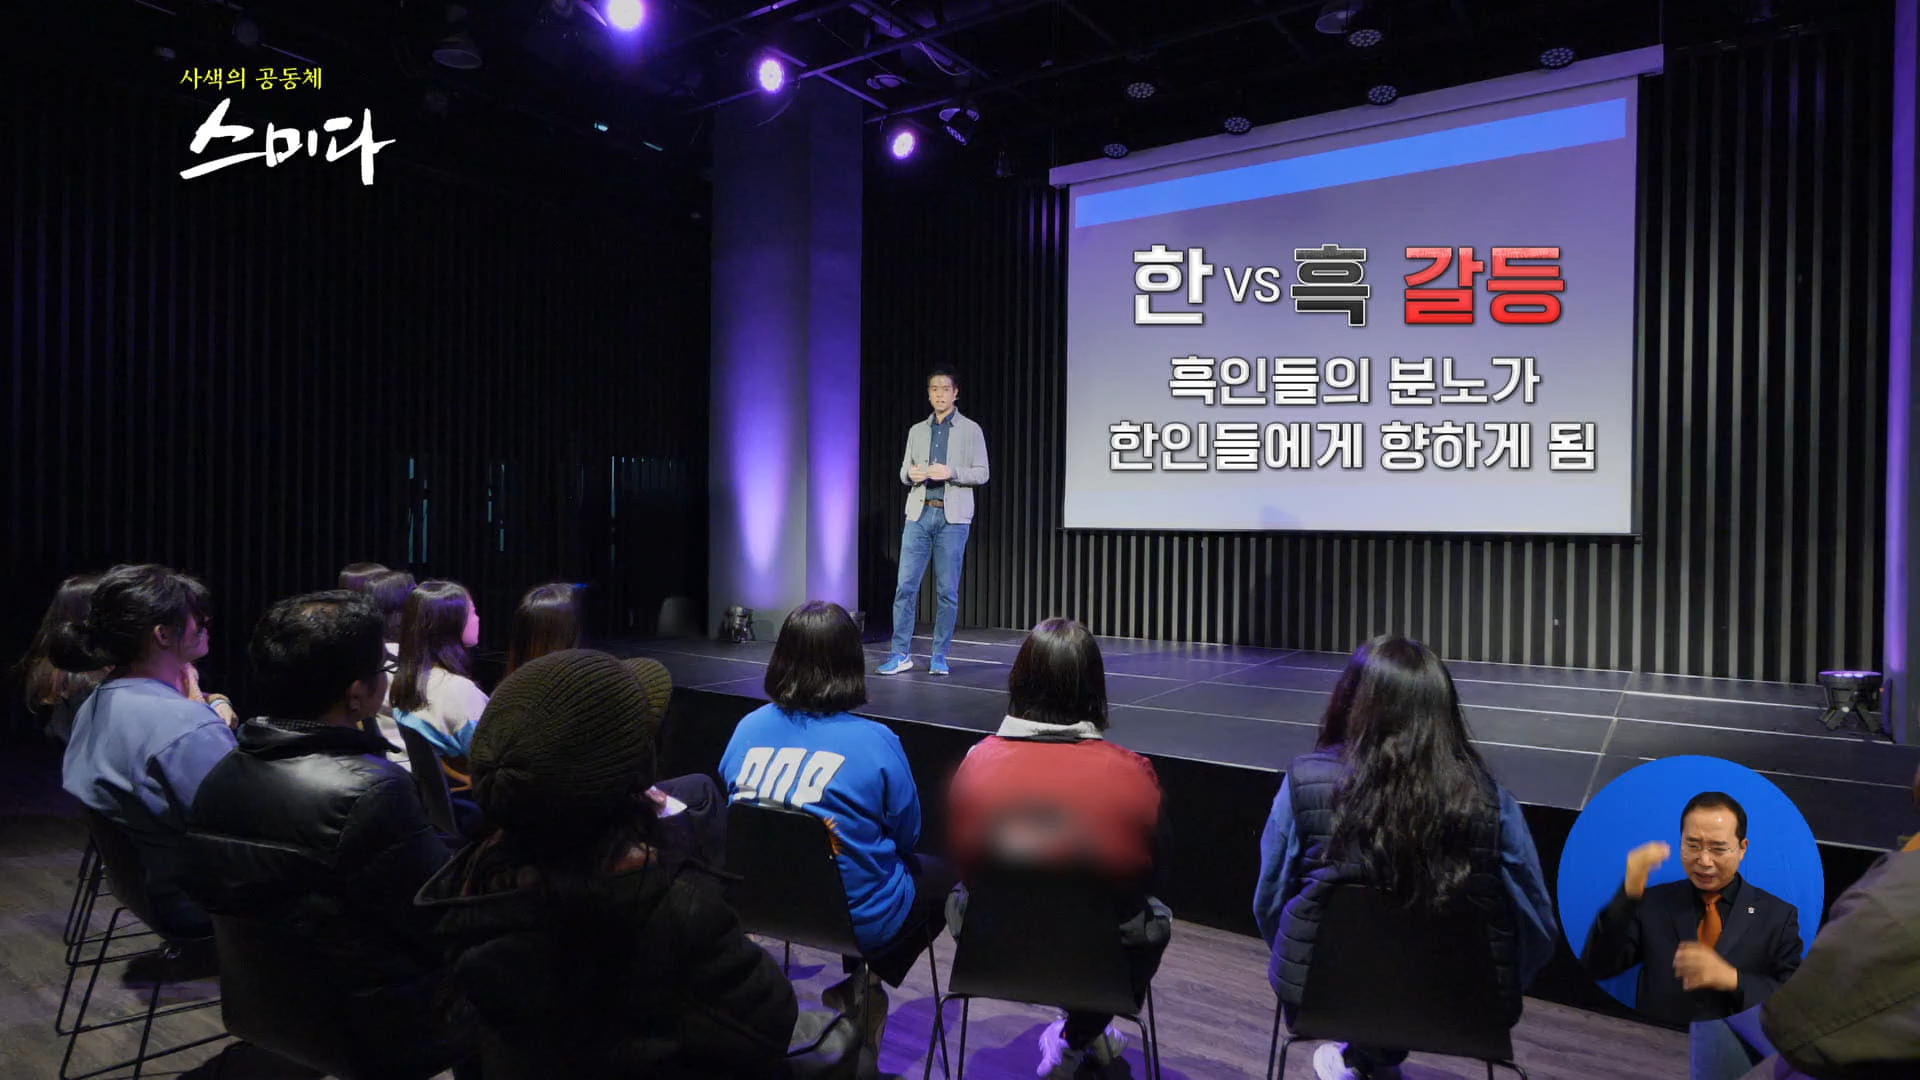 사색의 공동체
스미다
한 VS 흑 갈등
흑인들의 분노가
한인들에게 향하게 됨